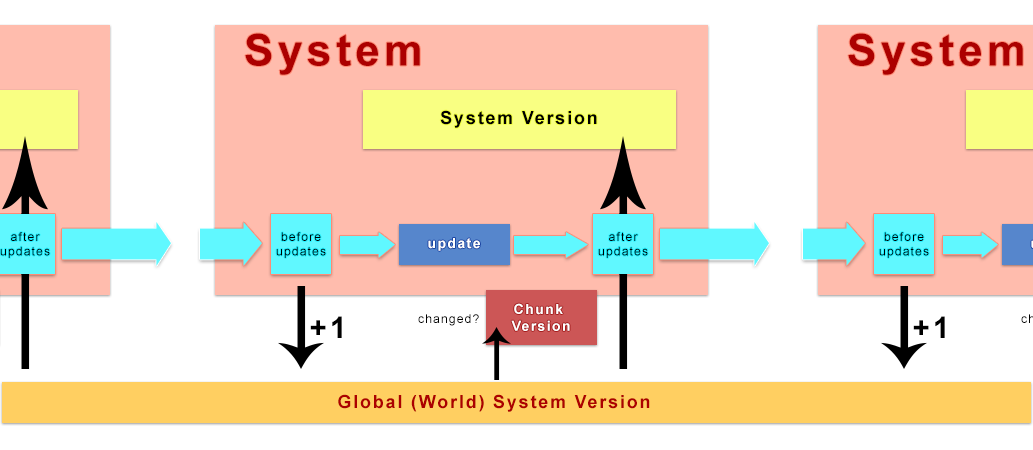 System
System
System Version
after
updates
before
updates
update
after
updates
before
updates
+1
changed?
Chunk
Version
+1
Global (World) System Version